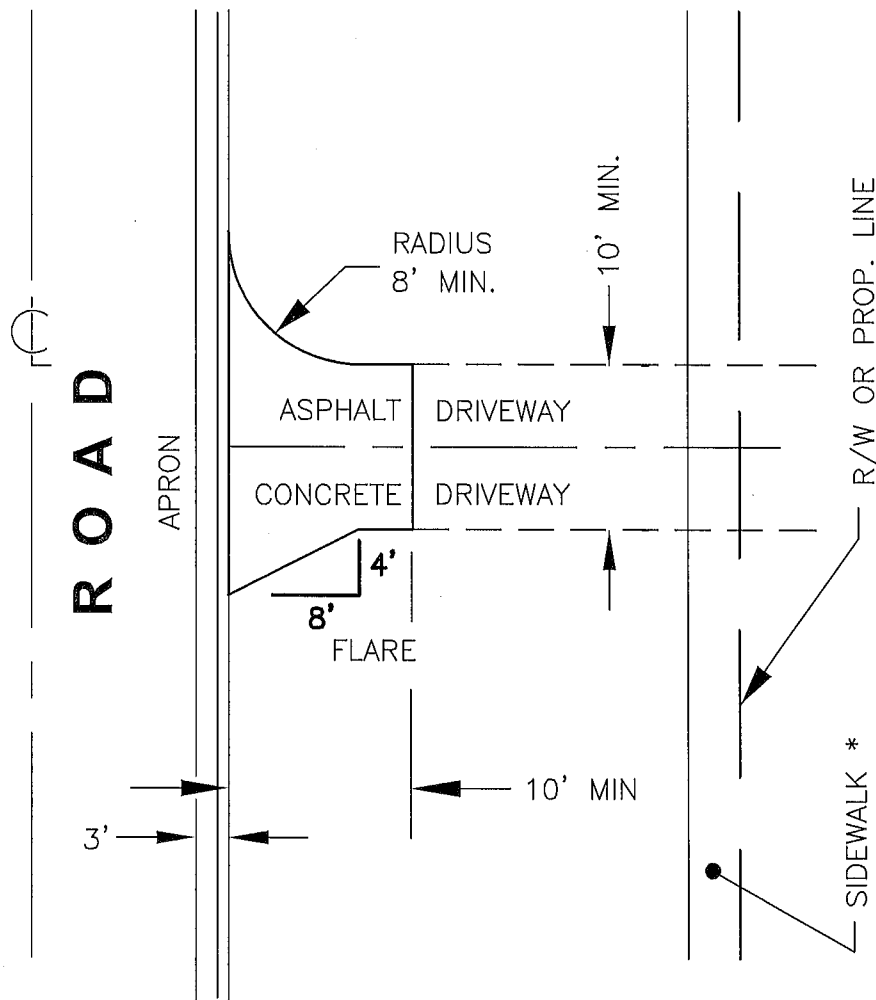 RADIUS
8' MIN.
10' MIN.
R/W OR PROP. LINE
ROAD
APRON
ASPHALT DRIVEWAY
CONCRETE DRIVEWAY
4'
8'
FLARE
10' MIN
3'
SIDEWALK *